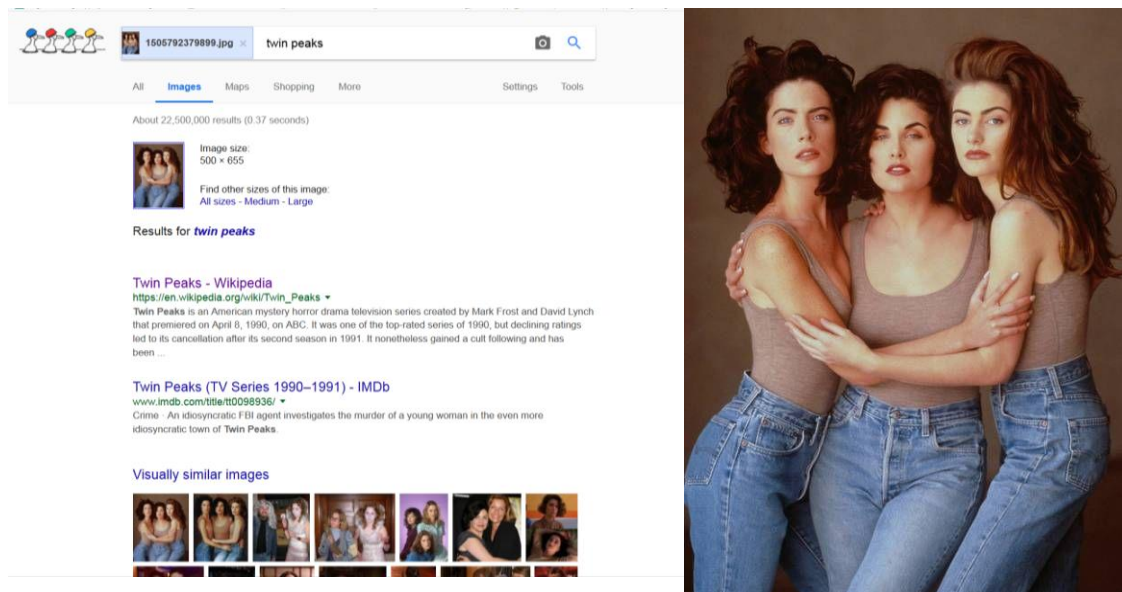 1505792379899.jpg × twin peaks
All Images Maps Shopping More Settings Tools
About 22,500,000 results (0.37 seconds)
Image size:
500 × 655
Find other sizes of this image:
All sizes - Medium - Large
Results for twin peaks
Twin Peaks - Wikipedia
https://en.wikipedia.org/wiki/Twin_Peaks
Twin Peaks is an American mystery horror drama television series created by Mark Frost and David Lynch
that premiered on April 8, 1990, on ABC. It was one of the top-rated series of 1990, but declining ratings
led to its cancellation after its second season in 1991. It nonetheless gained a cult following and has
been ...
Twin Peaks (TV Series 1990–1991) - IMDb
www.imdb.com/title/tt0098936/
Crime · An idiosyncratic FBI agent investigates the murder of a young woman in the even more
idiosyncratic town of Twin Peaks.
Visually similar images